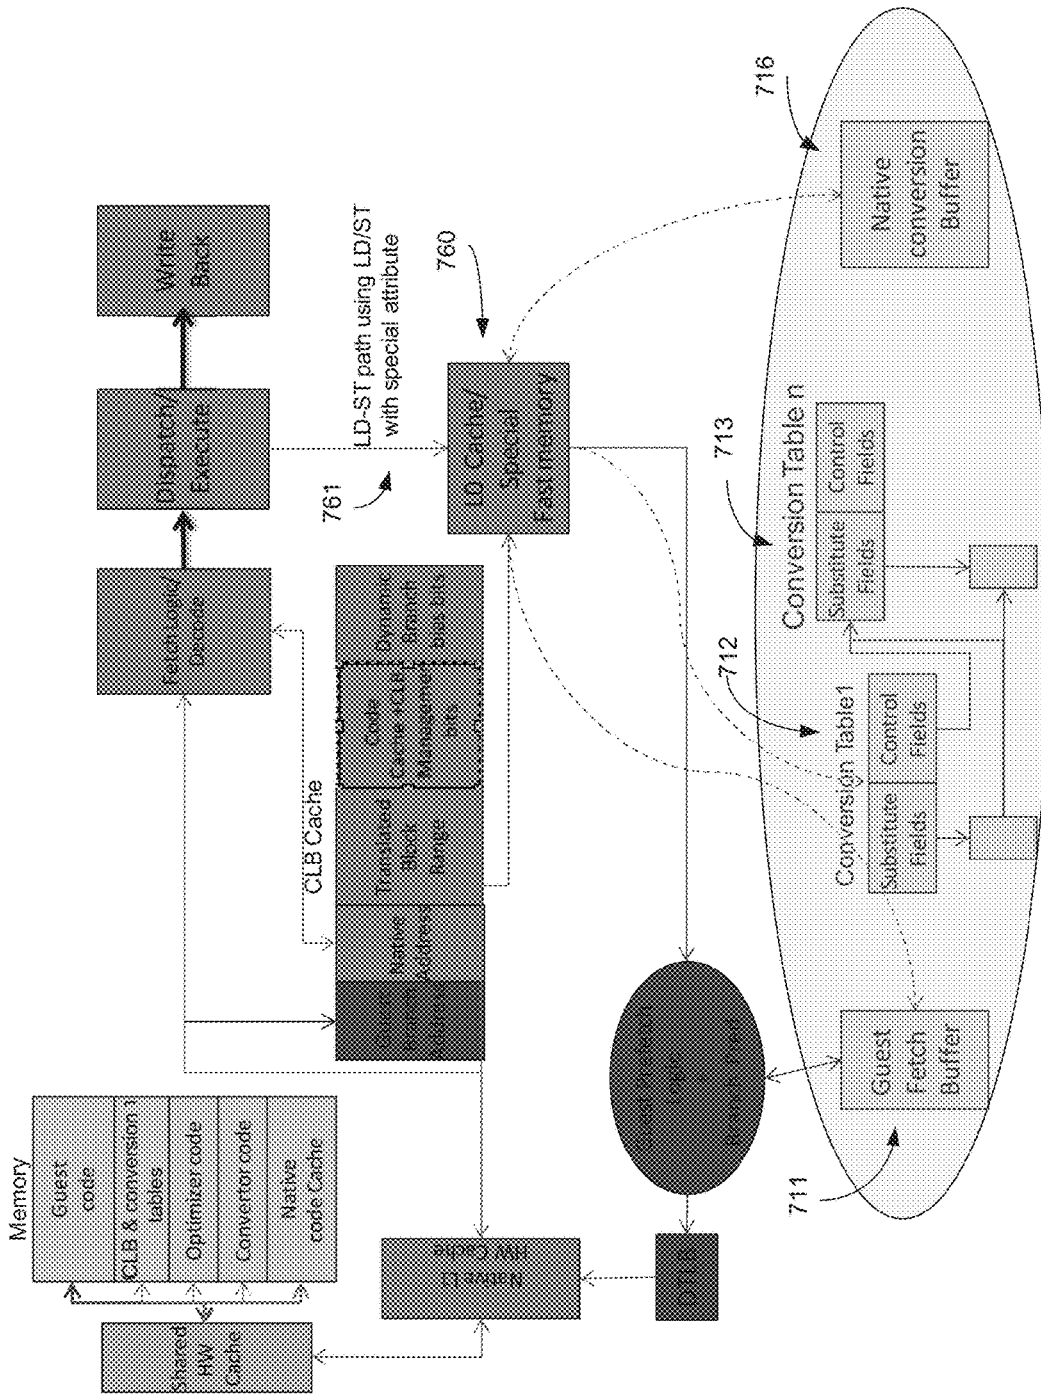 Memory
Guest
code
CLB & conversion 1
tables
Optimizer code
Convertor code
Native
code Cache
Shared
HW
Cache
Native L1
HW Cache
Fetch Logic/
Decode
Dispatch/
Execute
Write
Back
CLB Cache
Native
Address
Translated
Block
Range
Code
Management
bits
Dynamic
Branch
bias bits
761
LD-ST path using LD/ST
with special attribute
760
LD Cache/
Special
Fast memory
711
Guest
Fetch
Buffer
712
Conversion Table1
Substitute
Fields
Control
Fields
713
Conversion Table n
Substitute
Fields
Control
Fields
716
Native
conversion
Buffer